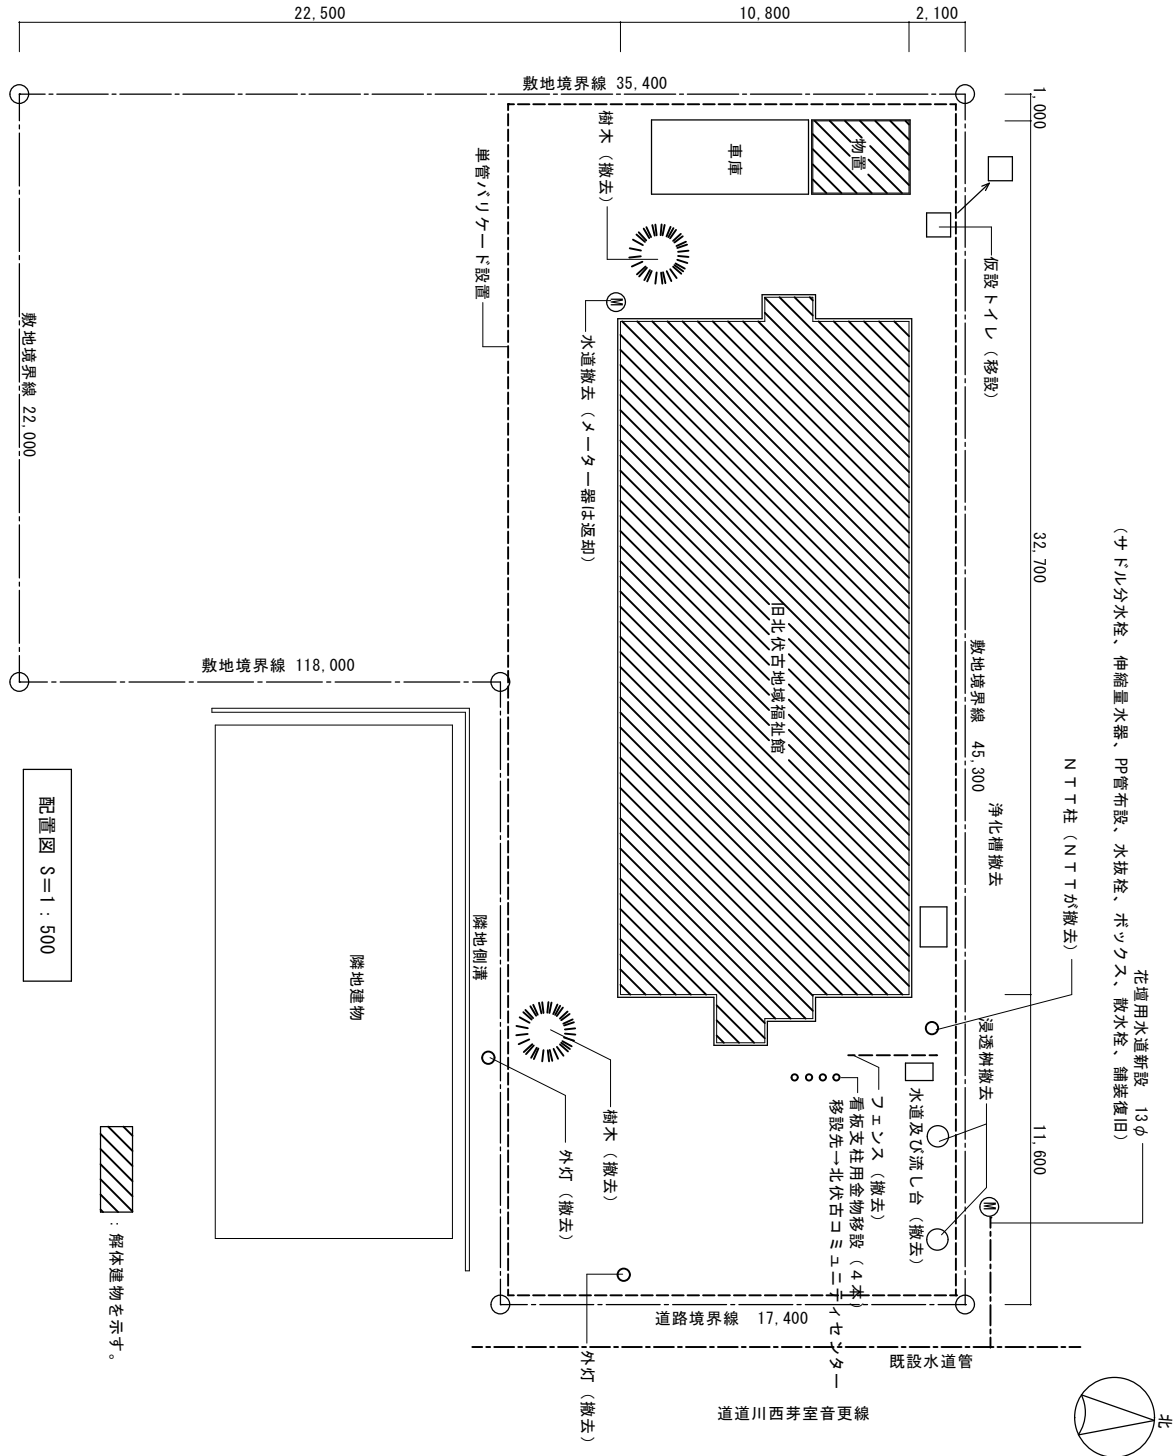 22,500
10,800
2,100
敷地境界線 35,400
1,000
樹木（撤去）
単管バリケード設置
車庫
物置
仮設トイレ（移設）
M
水道撤去（メーター器は返却）
敷地境界線 22,000
32,700
旧北伏古地域福祉館
敷地境界線 45,300
敷地境界線 118,000
花壇用水道新設 13φ
（サドル分水栓、伸縮量水器、PP管布設、水抜栓、ボックス、散水栓、舗装復旧）
NTT柱（NTTが撤去）
浄化槽撤去
浸透桝撤去
水道及び流し台（撤去）
フェンス（撤去）
看板支柱用金物移設（4本）
移設先→北伏古コミュニティセンター
11,600
M
配置図 S=1：500
隣地側溝
隣地建物
樹木（撤去）
外灯（撤去）
外灯（撤去）
：解体建物を示す。
道路境界線 17,400
既設水道管
道道川西芽室音更線
北